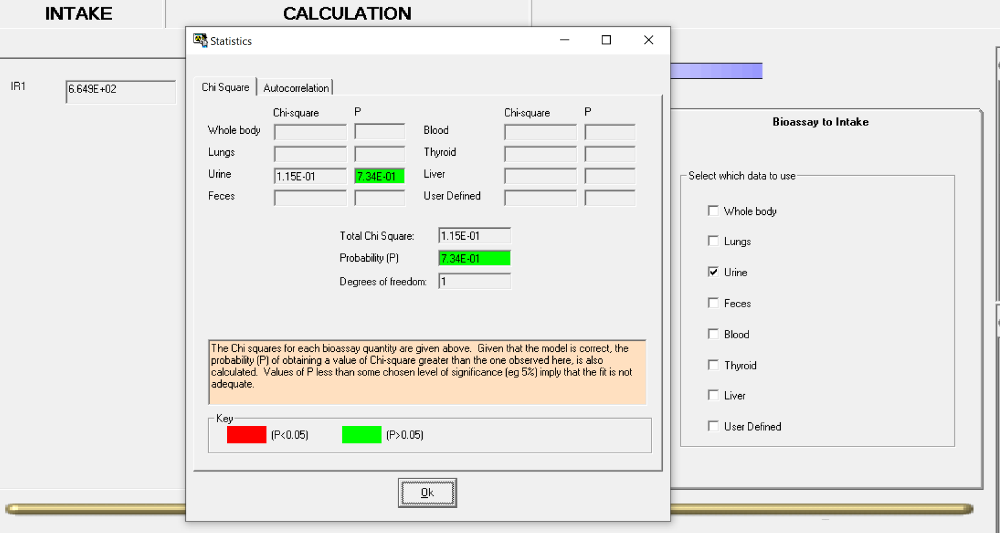 INTAKE
CALCULATION
Statistics
IR1
6.649E+02
Chi Square
Autocorrelation
Chi-square P Chi-square P
Whole body Blood
Lungs Thyroid
Urine 1.15E-01 7.34E-01 Liver
Feces User Defined
Total Chi Square: 1.15E-01
Probability (P) 7.34E-01
Degrees of freedom: 1
The Chi squares for each bioassay quantity are given above. Given that the model is correct, the
probability (P) of obtaining a value of Chi-square greater than the one observed here, is also
calculated. Values of P less than some chosen level of significance (eg 5%) imply that the fit is not
adequate.
Key
(P<0.05) (P>0.05)
Ok
Bioassay to Intake
Select which data to use
Whole body
Lungs
Urine
Feces
Blood
Thyroid
Liver
User Defined